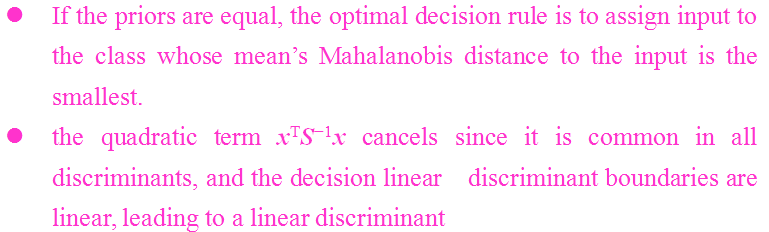 ● If the priors are equal, the optimal decision rule is to assign input to
the class whose mean's Mahalanobis distance to the input is the
smallest.
● the quadratic term xᵀS⁻¹x cancels since it is common in all
discriminants, and the decision linear discriminant boundaries are
linear, leading to a linear discriminant